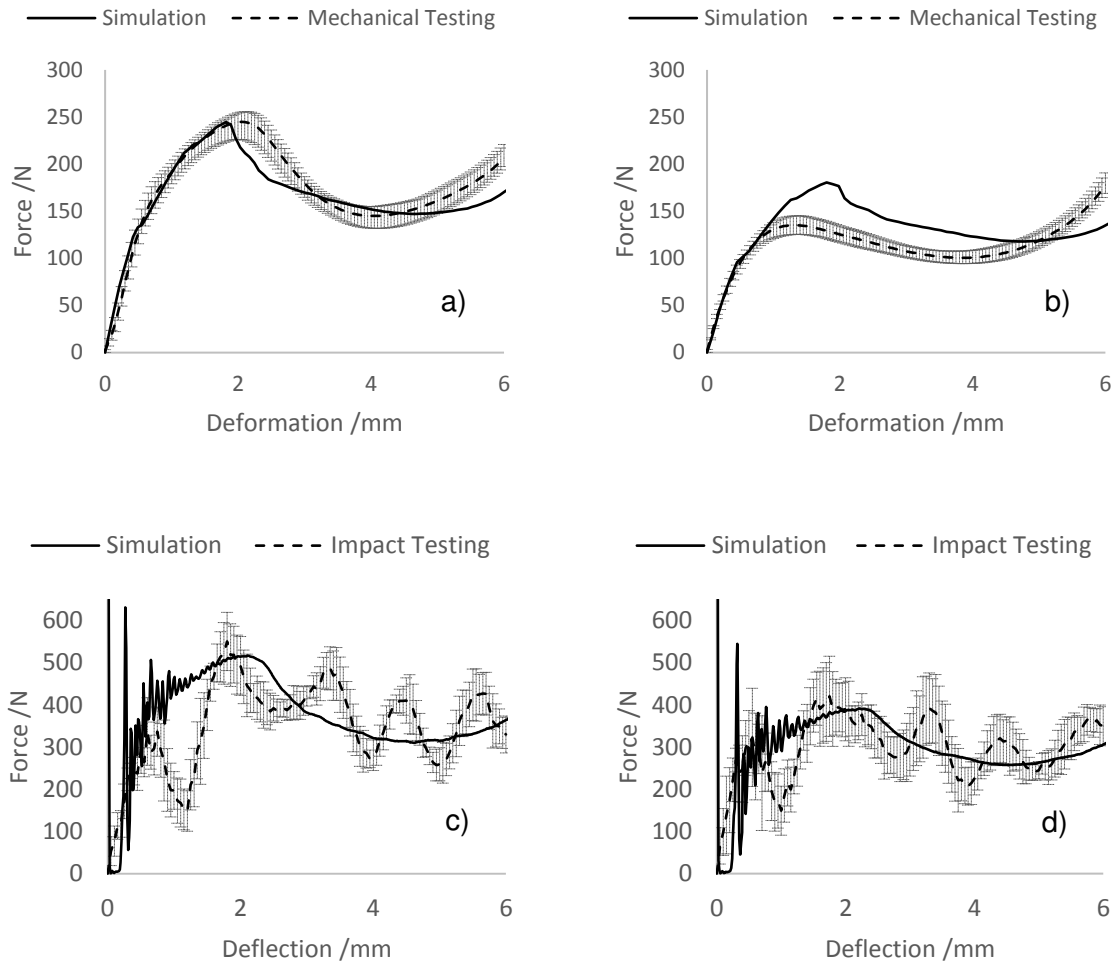 Simulation Mechanical Testing
300
250
200
150
100
50
0
Force /N
0 2 4 6
Deformation /mm
a)
Simulation Mechanical Testing
300
250
200
150
100
50
0
Force /N
0 2 4 6
Deformation /mm
b)
Simulation Impact Testing
600
500
400
300
200
100
0
Force /N
0 2 4 6
Deflection /mm
c)
Simulation Impact Testing
600
500
400
300
200
100
0
Force /N
0 2 4 6
Deflection /mm
d)